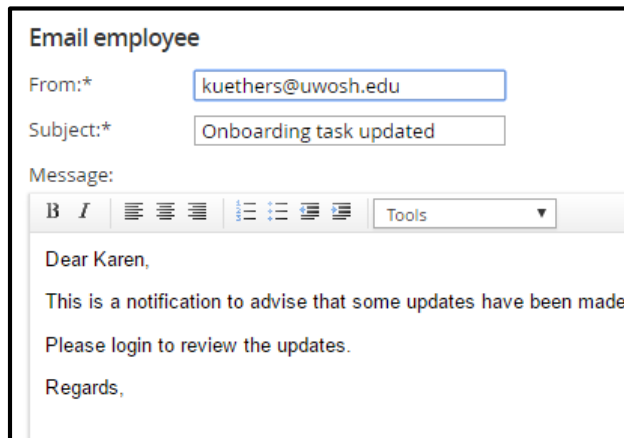 Email employee
From:* kuethers@uwosh.edu
Subject:* Onboarding task updated
Message:
B I Tools
Dear Karen,
This is a notification to advise that some updates have been made
Please login to review the updates.
Regards,